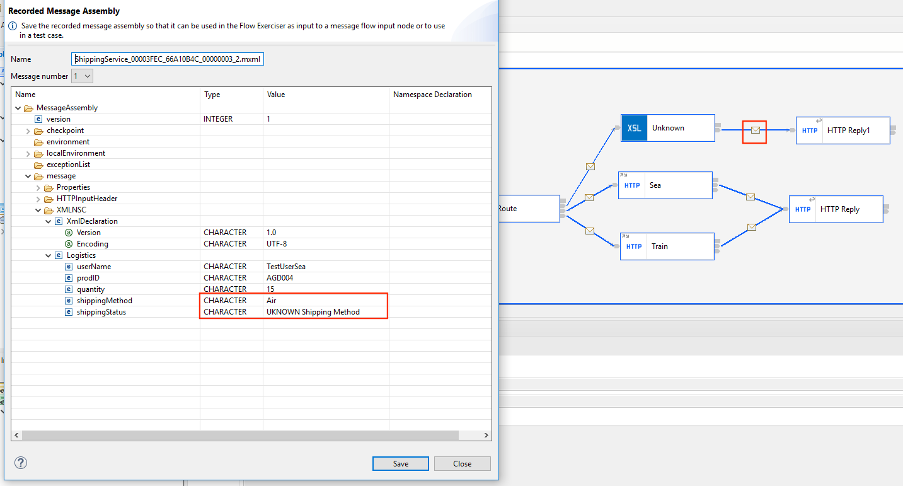 Recorded Message Assembly
Save the recorded message assembly so that it can be used in the Flow Exerciser as input to a message flow input node or to use
in a test case.
Name ShippingService_00003FEC_66A10B4C_00000003_2.mxml
Message number 1
Name Type Value Namespace Declaration
MessageAssembly
version INTEGER 1
checkpoint
environment
localEnvironment
exceptionList
message
Properties
HTTPInputHeader
XMLNSC
XmlDeclaration
Version CHARACTER 1.0
Encoding CHARACTER UTF-8
Logistics
userName CHARACTER TestUserSea
prodID CHARACTER AGD004
quantity CHARACTER 15
shippingMethod CHARACTER Air
shippingStatus CHARACTER UKNOWN Shipping Method
Save Close
XSL Unknown
HTTP HTTP Reply1
HTTP Sea
Route
HTTP HTTP Reply
HTTP Train